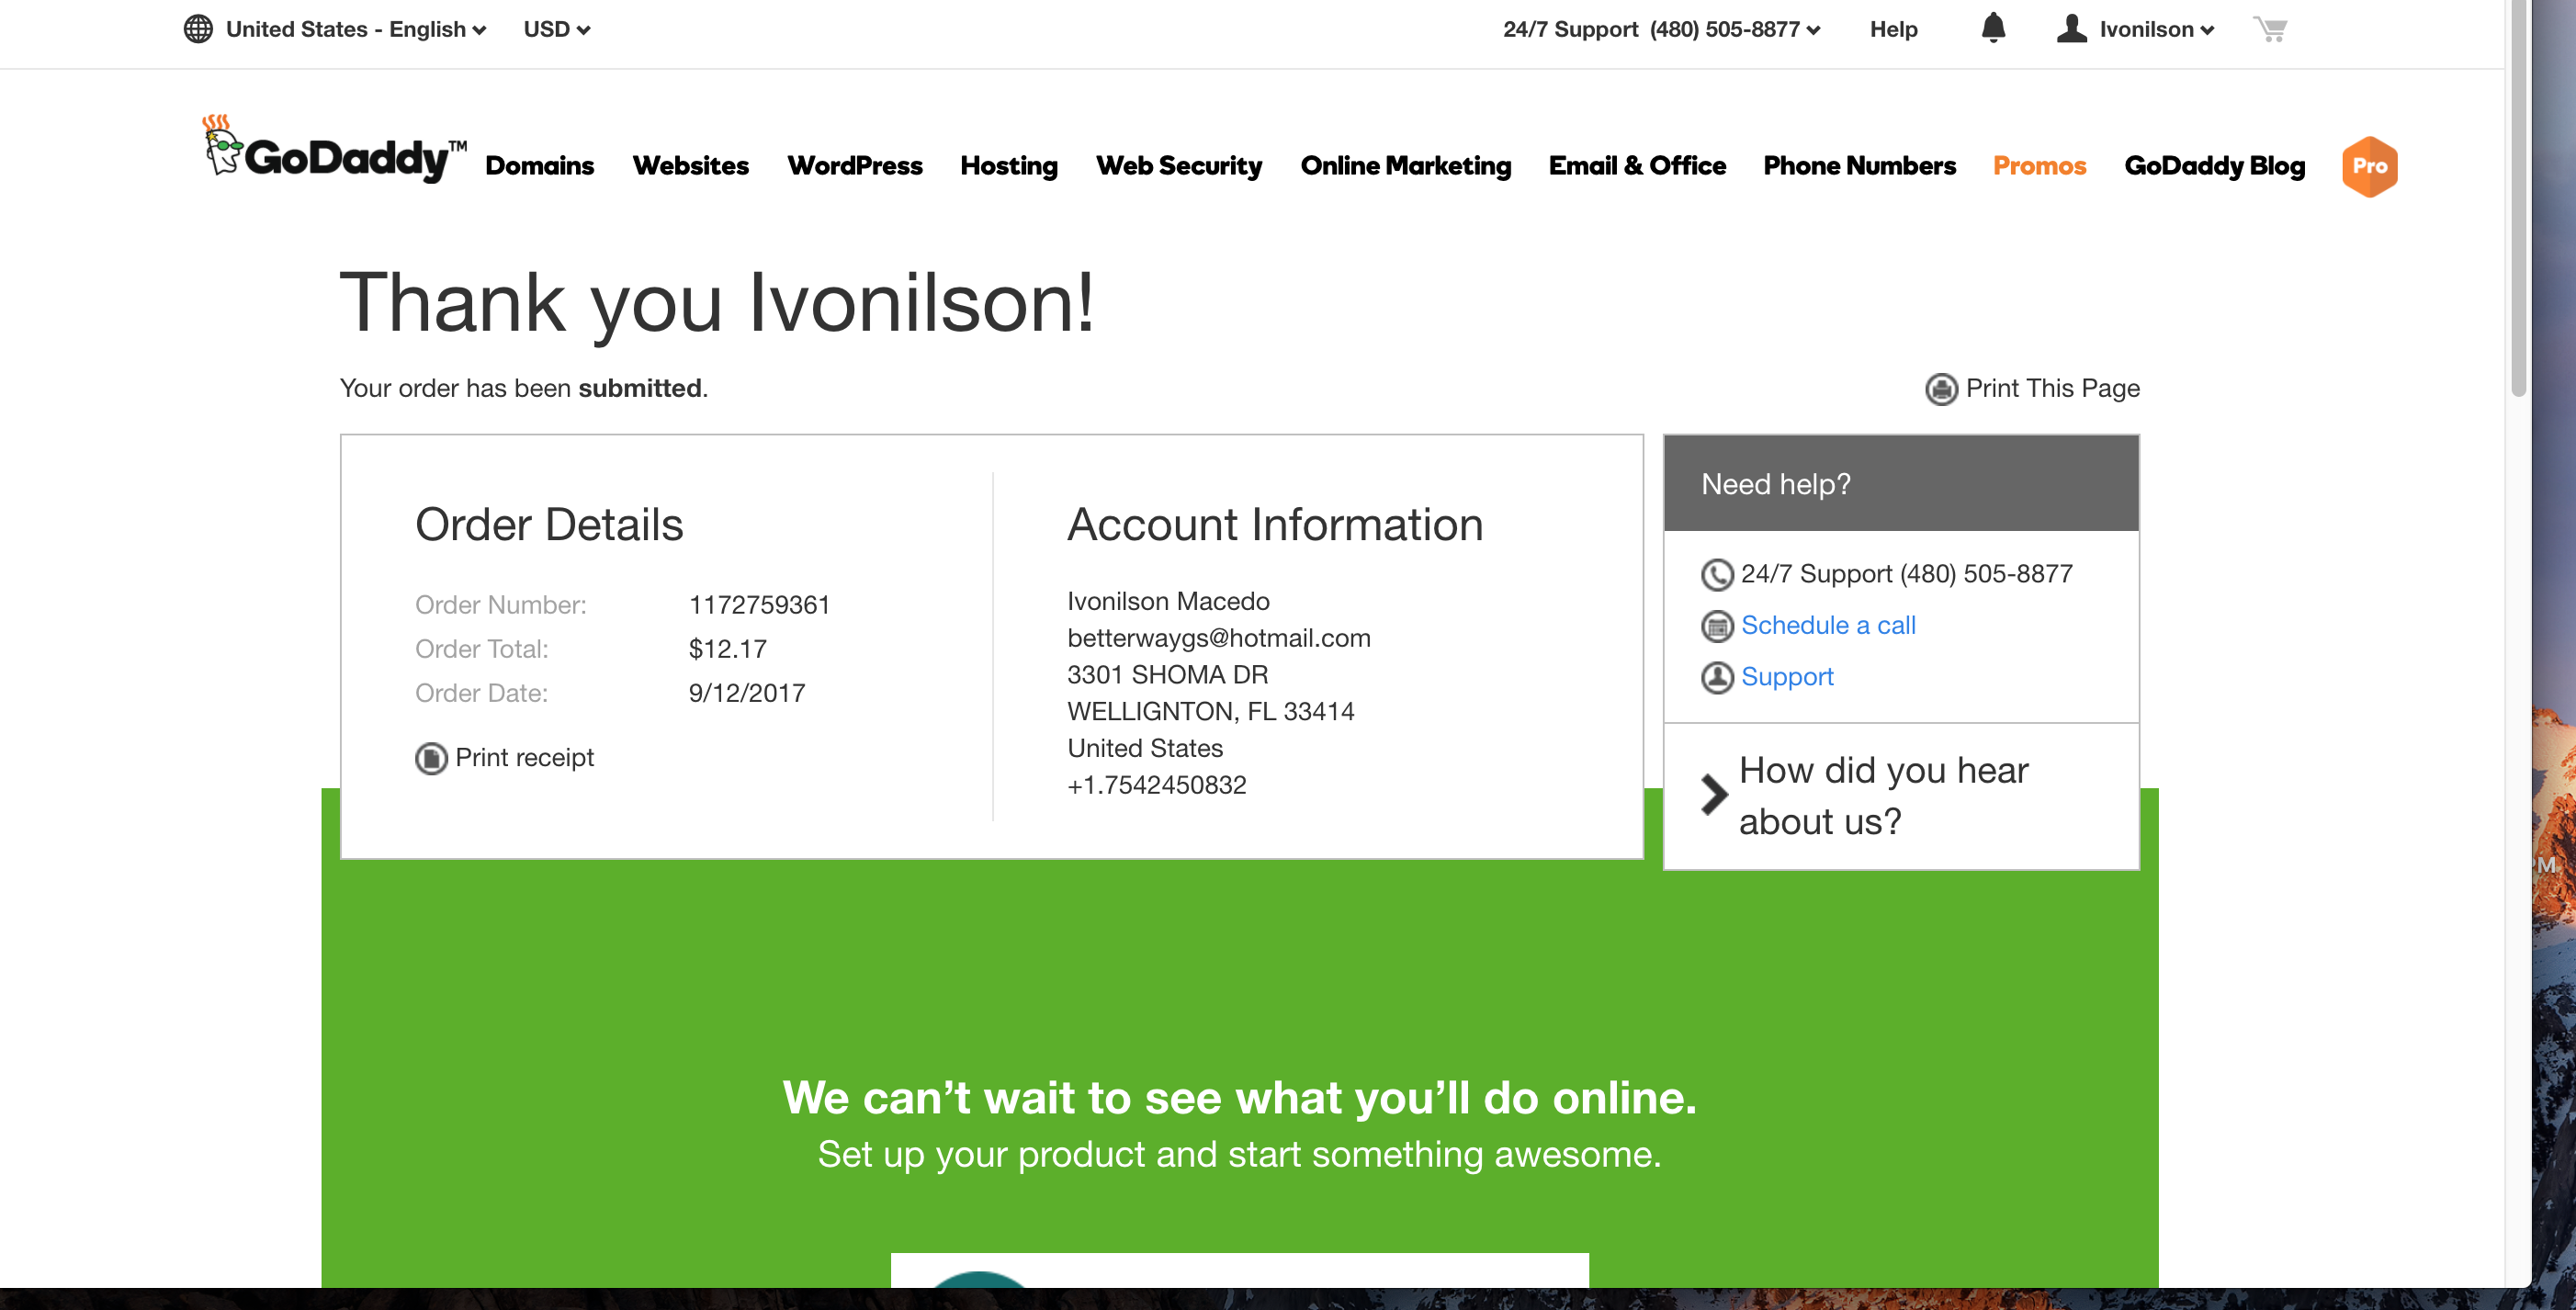 United States - English USD 24/7 Support (480) 505-8877 Help Ivonilson
GoDaddy™ Domains Websites WordPress Hosting Web Security Online Marketing Email & Office Phone Numbers Promos GoDaddy Blog Pro
Thank you Ivonilson!
Your order has been submitted.
Print This Page
Order Details
Order Number: 1172759361
Order Total: $12.17
Order Date: 9/12/2017
Print receipt
Account Information
Ivonilson Macedo
betterwaygs@hotmail.com
3301 SHOMA DR
WELLIGNTON, FL 33414
United States
+1.7542450832
Need help?
24/7 Support (480) 505-8877
Schedule a call
Support
How did you hear
about us?
We can’t wait to see what you’ll do online.
Set up your product and start something awesome.